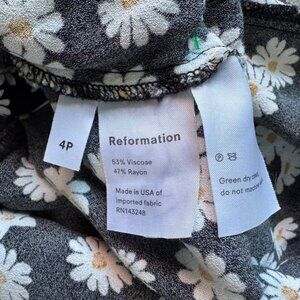 4P
Reformation
53% Viscose
47% Rayon
Made in USA of
imported fabric
RN143248
Green dry clean
do not machine